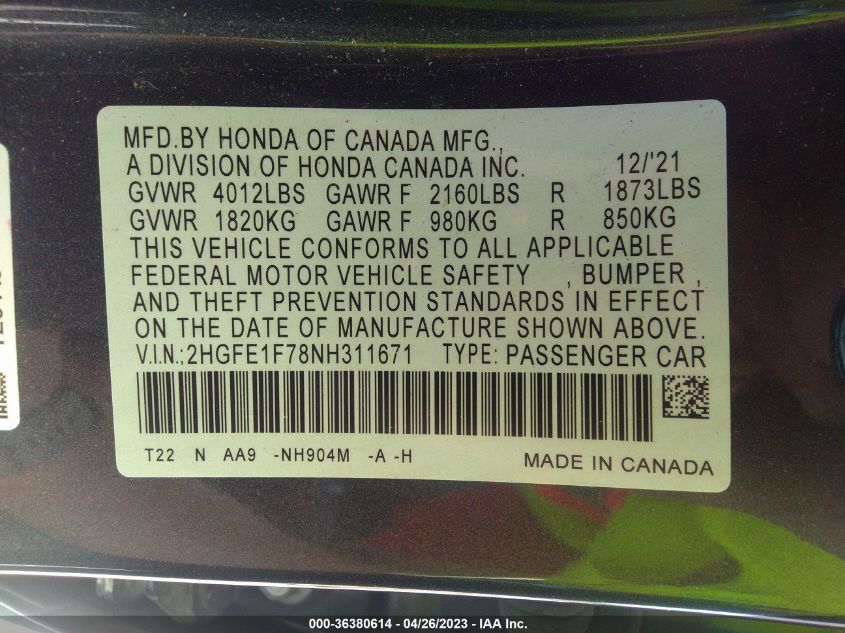 MFD.BY HONDA OF CANADA MFG.,
A DIVISION OF HONDA CANADA INC. 12/'21
GVWR 4012LBS GAWR F 2160LBS R 1873LBS
GVWR 1820KG GAWR F 980KG R 850KG
THIS VEHICLE CONFORMS TO ALL APPLICABLE
FEDERAL MOTOR VEHICLE SAFETY , BUMPER ,
AND THEFT PREVENTION STANDARDS IN EFFECT
ON THE DATE OF MANUFACTURE SHOWN ABOVE.
V.I.N.:2HGFE1F78NH311671 TYPE: PASSENGER CAR
T22 N AA9 -NH904M -A -H MADE IN CANADA
000-36380614 / 04/26/2023 — IAA Inc.